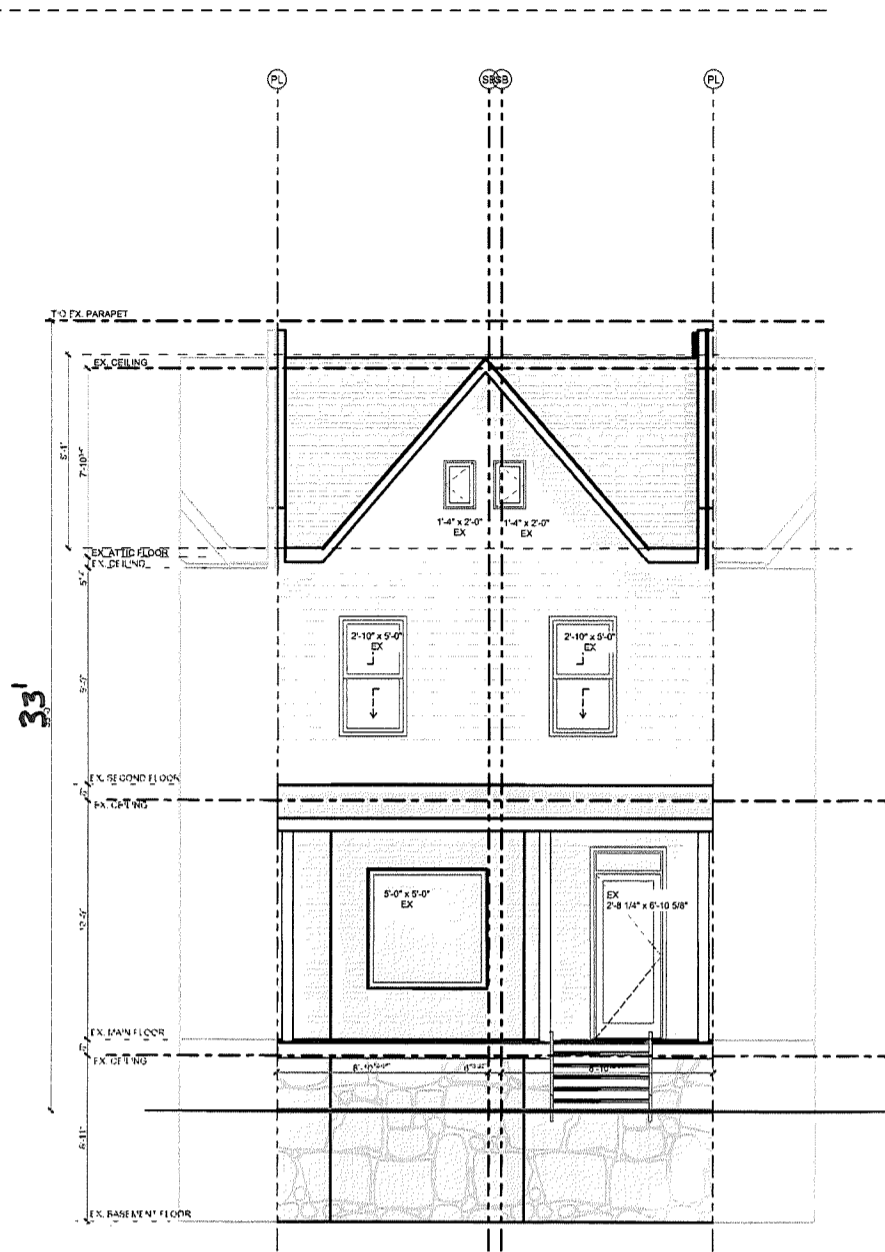 PL
SB
SB
PL
T\O EX. PARAPET
EX. CEILING
7'-10
1'-4" x 2'-0"
EX
1'-4" x 2'-0"
EX
EX. ATTIC FLOOR
EX. CEILING
2'-10" x 5'-0"
EX
2'-10" x 5'-0"
EX
33'
EX. SECOND FLOOR
EX. CEILING
5'-0" x 5'-0"
EX
EX
2'-8 1/4" x 6'-10 5/8"
EX. MAIN FLOOR
EX. CEILING
6'-11"
EX. BASEMENT FLOOR